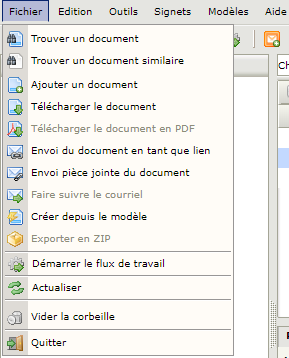 Fichier Edition Outils Signets Modèles Aide
Trouver un document
Trouver un document similaire
Ajouter un document
Télécharger le document
Télécharger le document en PDF
Envoi du document en tant que lien
Envoi pièce jointe du document
Faire suivre le courriel
Créer depuis le modèle
Exporter en ZIP
Démarrer le flux de travail
Actualiser
Vider la corbeille
Quitter